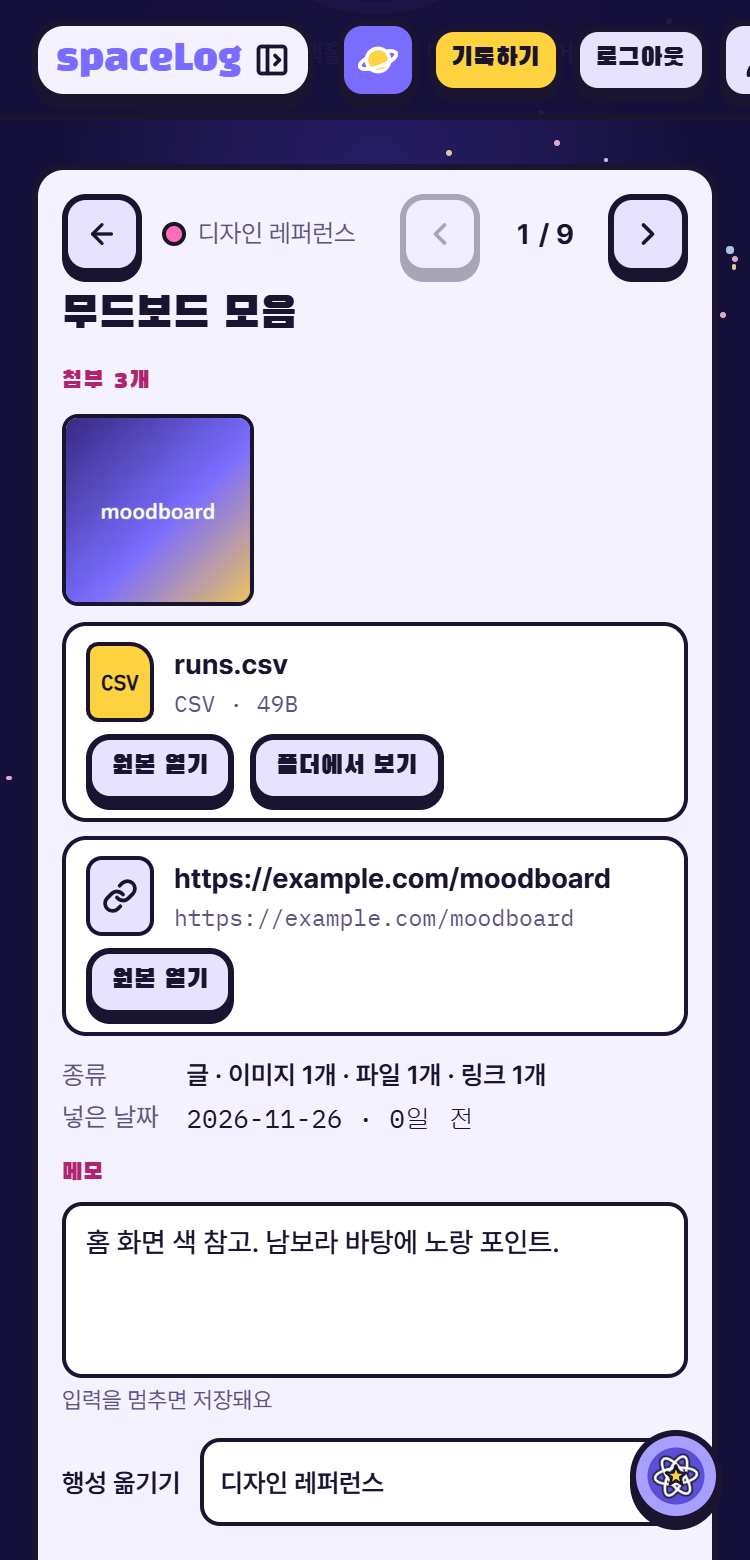 spaceLog
기록하기
로그아웃
디자인 레퍼런스
1 / 9
무드보드 모음
첨부 3개
moodboard
CSV
runs.csv
CSV · 49B
원본 열기
폴더에서 보기
https://example.com/moodboard
https://example.com/moodboard
원본 열기
종류
글 · 이미지 1개 · 파일 1개 · 링크 1개
넣은 날짜
2026-11-26 · 0일 전
메모
홈 화면 색 참고. 남보라 바탕에 노랑 포인트.
입력을 멈추면 저장돼요
행성 옮기기
디자인 레퍼런스